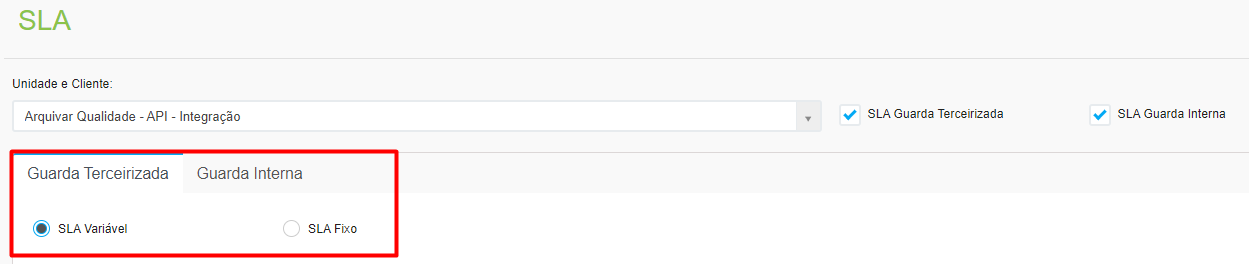 SLA
Unidade e Cliente:
Arquivar Qualidade - API - Integração
SLA Guarda Terceirizada
SLA Guarda Interna
Guarda Terceirizada
Guarda Interna
SLA Variável
SLA Fixo